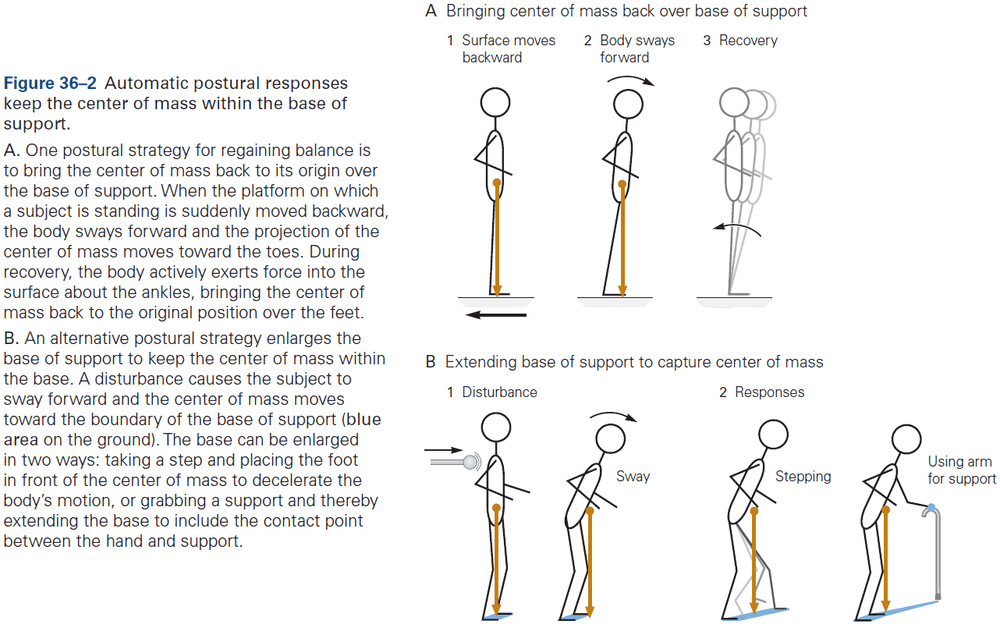 Figure 36–2 Automatic postural responses
keep the center of mass within the base of
support.
A. One postural strategy for regaining balance is
to bring the center of mass back to its origin over
the base of support. When the platform on which
a subject is standing is suddenly moved backward,
the body sways forward and the projection of the
center of mass moves toward the toes. During
recovery, the body actively exerts force into the
surface about the ankles, bringing the center of
mass back to the original position over the feet.
B. An alternative postural strategy enlarges the
base of support to keep the center of mass within
the base. A disturbance causes the subject to
sway forward and the center of mass moves
toward the boundary of the base of support (blue
area on the ground). The base can be enlarged
in two ways: taking a step and placing the foot
in front of the center of mass to decelerate the
body's motion, or grabbing a support and thereby
extending the base to include the contact point
between the hand and support.
A Bringing center of mass back over base of support
1 Surface moves
backward
2 Body sways
forward
3 Recovery
B Extending base of support to capture center of mass
1 Disturbance
2 Responses
Sway
Stepping
Using arm
for support